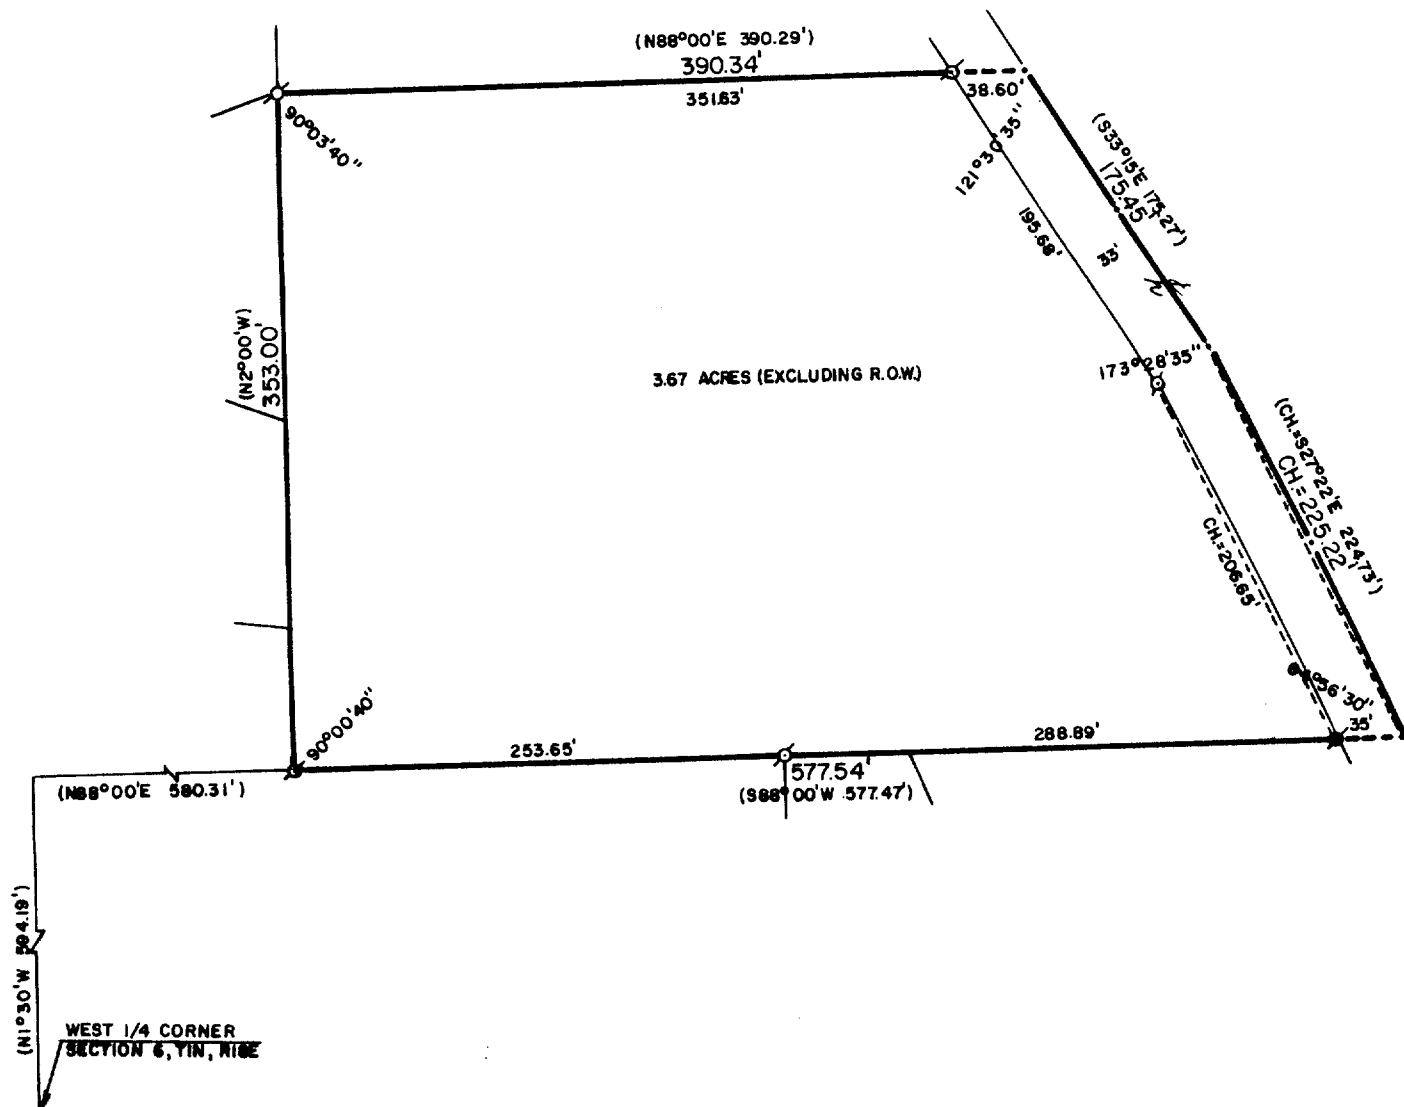 (N88°00'E 390.29')
390.34'
351.63'
38.60'
90°03'40"
121°30'35"
(S33°15'E 175.27')
175.45'
195.68'
33'
(N2°00'W)
353.00'
3.67 ACRES (EXCLUDING R.O.W.)
173°28'35"
(CH.=S27°22'E 224.73')
CH.=225.22'
CH.=206.65'
56'30"
35'
90°00'40"
253.65'
288.89'
577.54'
(S88°00'W 577.47')
(N88°00'E 580.31')
(N1°30'W 594.19')
WEST 1/4 CORNER
SECTION 6, T1N, R18E